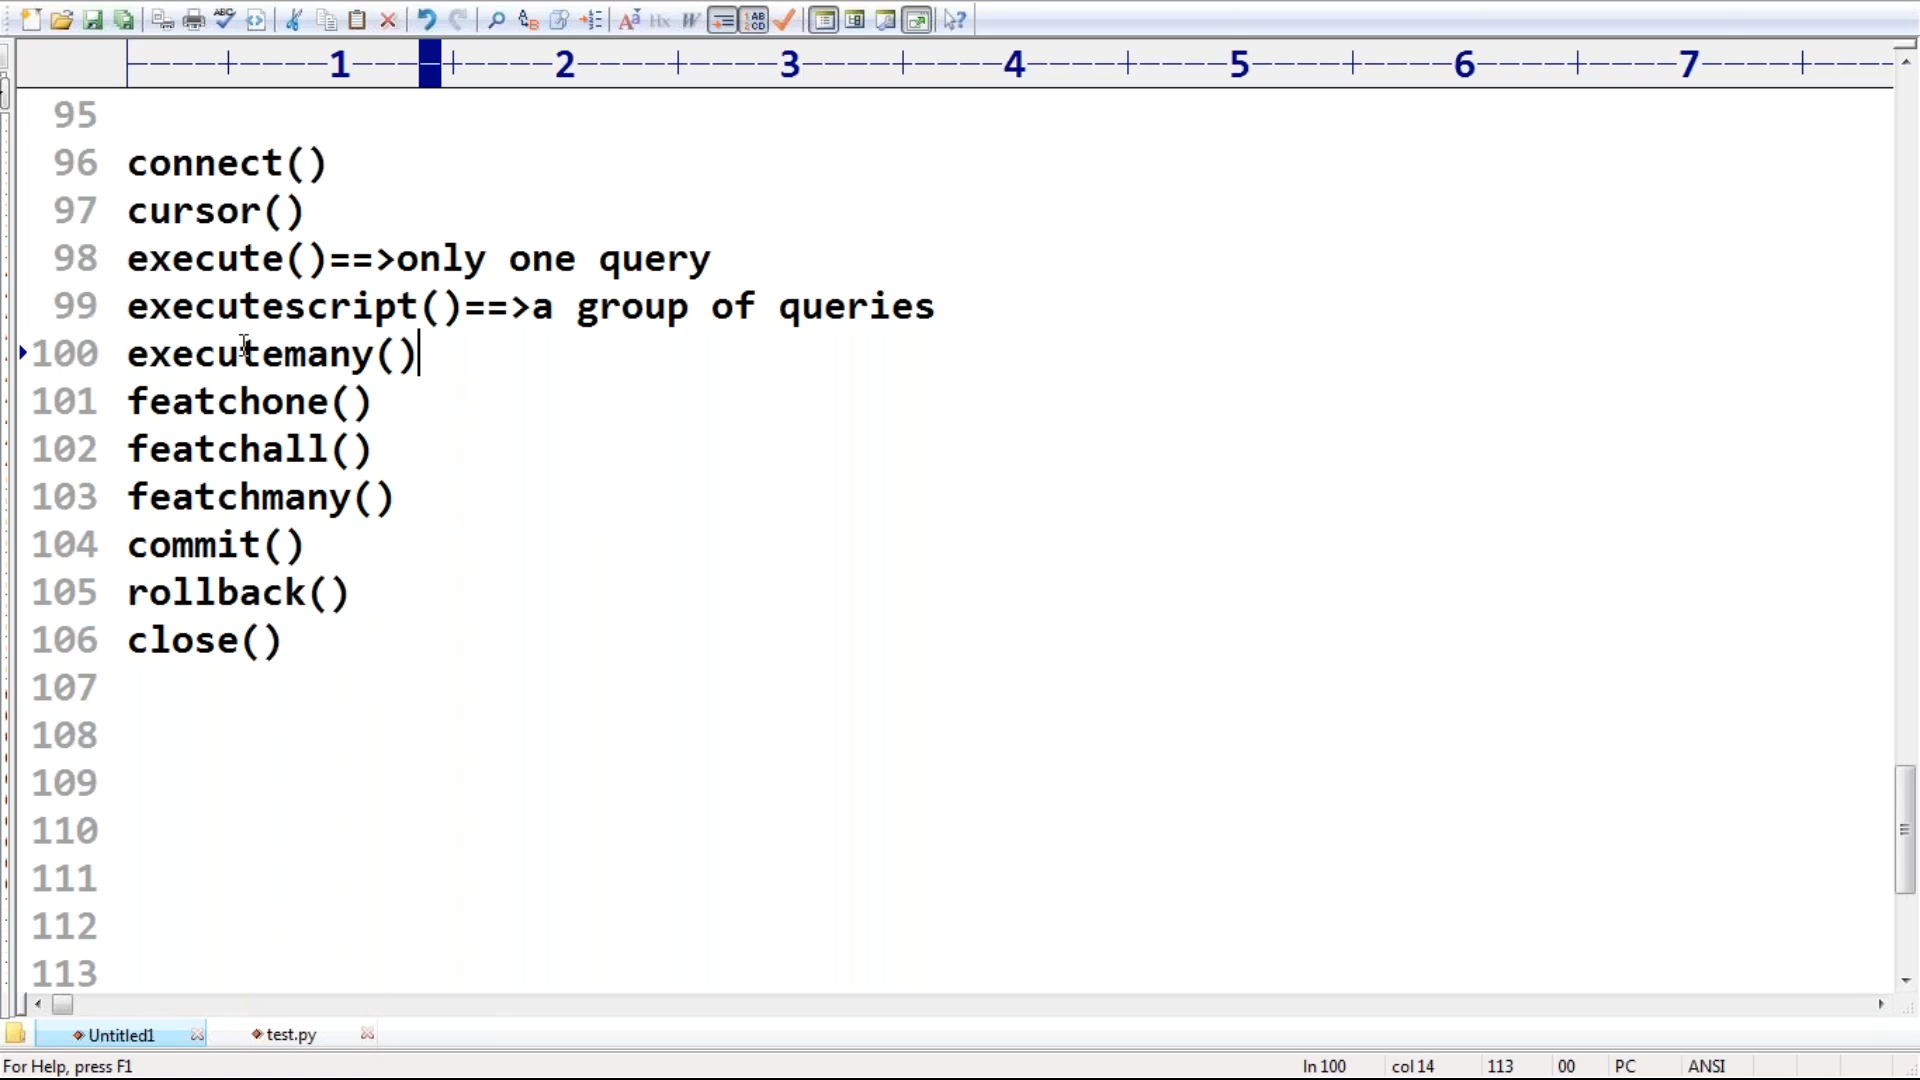 1 2 3 4 5 6 7
95
96 connect()
97 cursor()
98 execute()==>only one query
99 executescript()==>a group of queries
100 executemany()
101 featchone()
102 featchall()
103 featchmany()
104 commit()
105 rollback()
106 close()
107
108
109
110
111
112
113
Untitled1 test.py
For Help, press F1 ln 100 col 14 113 00 PC ANSI